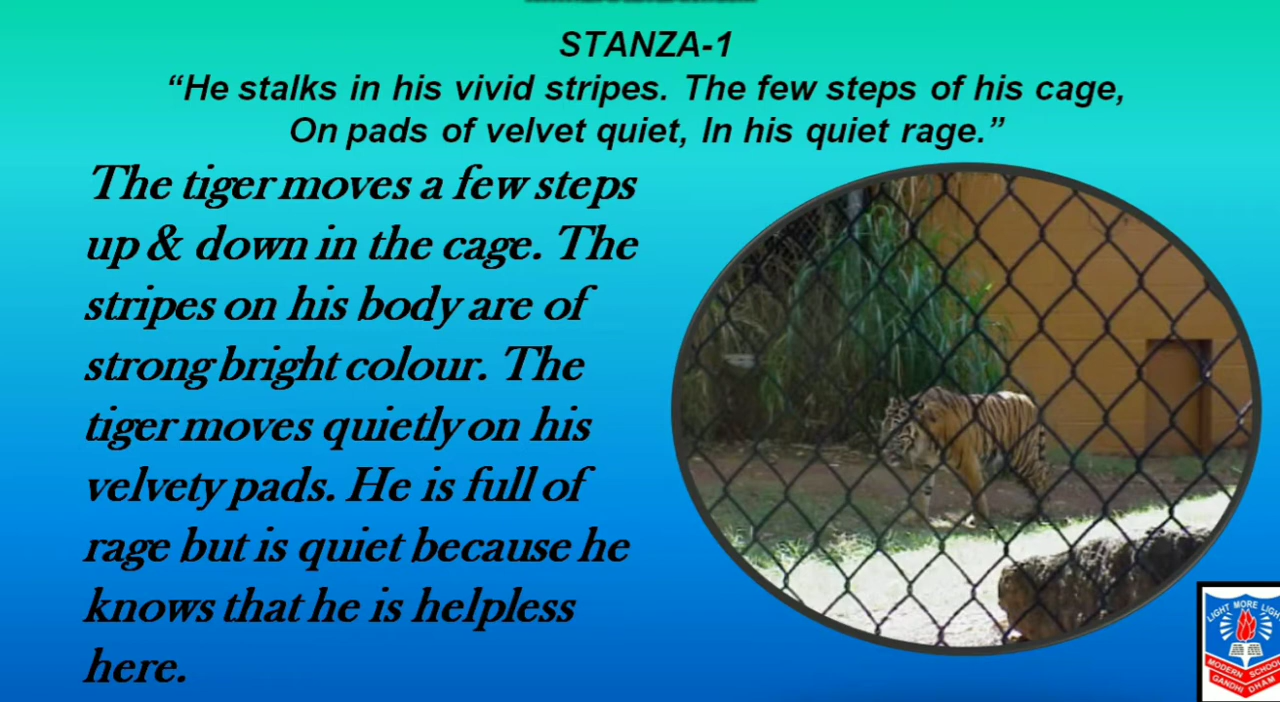 STANZA-1
“He stalks in his vivid stripes. The few steps of his cage,
On pads of velvet quiet, In his quiet rage.”
The tiger moves a few steps
up & down in the cage. The
stripes on his body are of
strong bright colour. The
tiger moves quietly on his
velvety pads. He is full of
rage but is quiet because he
knows that he is helpless
here.
LIGHT MORE LIGH
MODERN SCHOO
GANDHI DHAM